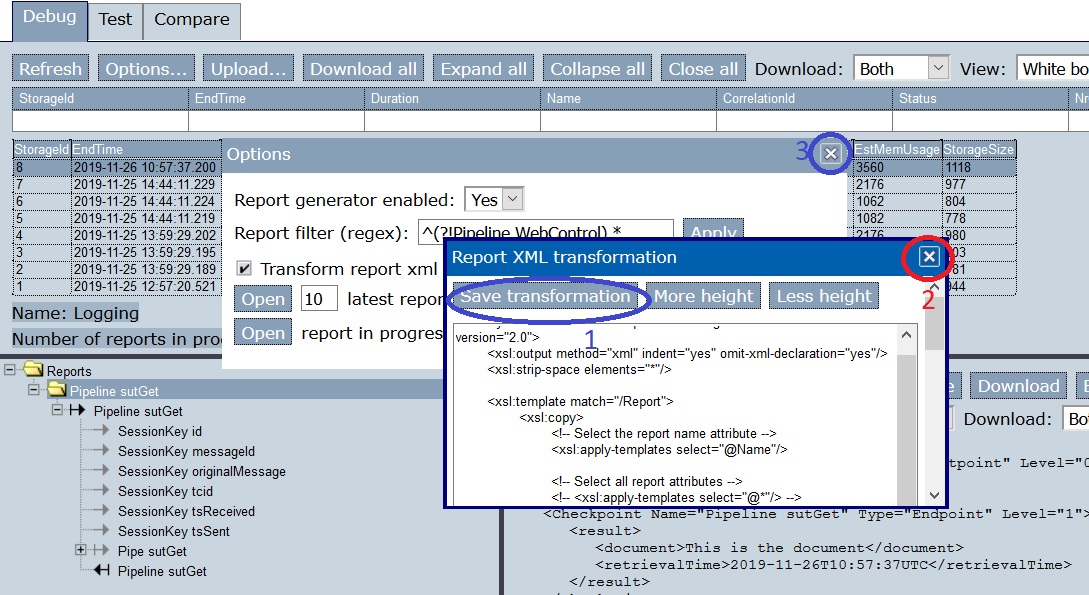 Debug Test Compare
Refresh Options... Upload... Download all Expand all Collapse all Close all Download: Both View: White bo
StorageId EndTime Duration Name CorrelationId Status Nr
StorageId EndTime EstMemUsage StorageSize
8 2019-11-26 10:57:37.200 3560 1118
7 2019-11-25 14:44:11.229 2176 977
6 2019-11-25 14:44:11.224 1062 804
5 2019-11-25 14:44:11.219 1082 778
4 2019-11-25 13:59:29.202 2176 980
3 2019-11-25 13:59:29.195 03
2 2019-11-25 13:59:29.189 81
1 2019-11-25 12:57:20.521 944
Name: Logging
Number of reports in pro
Options 3
Report generator enabled: Yes
Report filter (regex): ^(?!Pipeline WebControl).* Apply
Transform report xml
Open 10 latest repor
Open report in progres
Report XML transformation
2
Save transformation More height Less height
1
version="2.0">
<xsl:output method="xml" indent="yes" omit-xml-declaration="yes"/>
<xsl:strip-space elements="*"/>
<xsl:template match="/Report">
<xsl:copy>
<!-- Select the report name attribute -->
<xsl:apply-templates select="@Name"/>
<!-- Select all report attributes -->
<!-- <xsl:apply-templates select="@*"/> -->
Reports
Pipeline sutGet
Pipeline sutGet
SessionKey id
SessionKey messageId
SessionKey originalMessage
SessionKey tcid
SessionKey tsReceived
SessionKey tsSent
Pipe sutGet
Pipeline sutGet
e Download E
Download: Bo
tpoint" Level="0
<Checkpoint Name="Pipeline sutGet" Type="Endpoint" Level="1">
<result>
<document>This is the document</document>
<retrievalTime>2019-11-26T10:57:37UTC</retrievalTime>
</result>